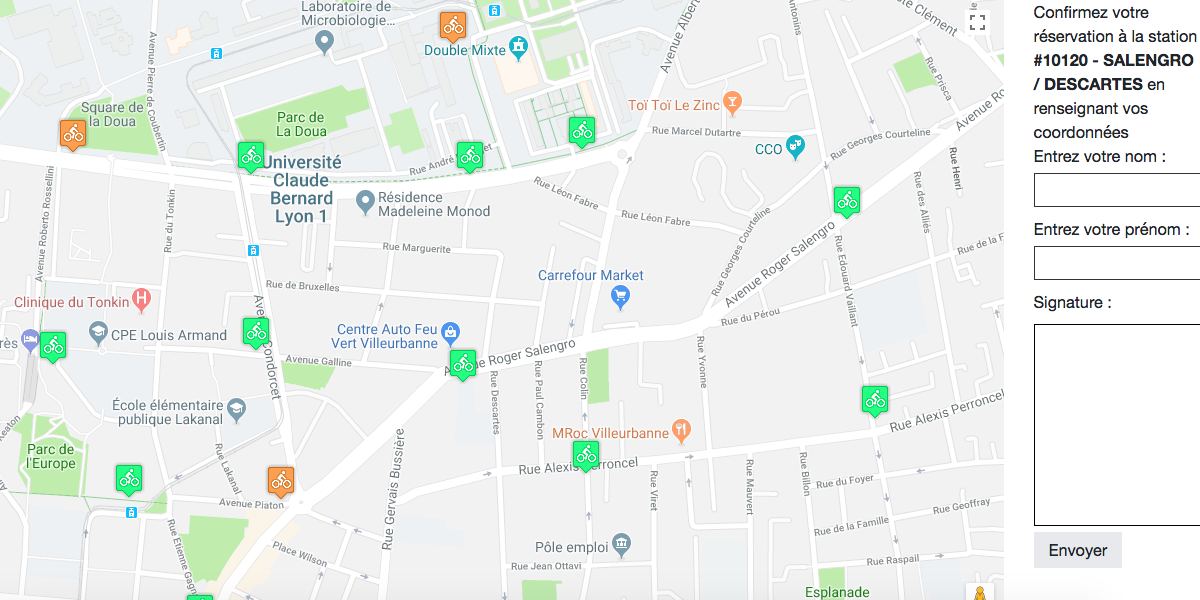 Laboratoire de
Microbiologie...
Double Mixte
Avenue Pierre de Coubertin
Square de
la Doua
Parc de
La Doua
Toï Toï Le Zinc
Rue Marcel Dutartre
CCO
Rue Georges Courteline
Rue Prisca
Rue Henri
Rue des Alliés
Université
Claude
Bernard
Lyon 1
Résidence
Madeleine Monod
Rue Léon Fabre
Rue Léon Fabre
Avenue Roberto Rossellini
Rue du Tonkin
Rue Marguerite
Rue de Bruxelles
Carrefour Market
Rue Georges Courteline
Avenue Roger Salengro
Rue Edouard Vaillant
Rue du Pérou
Clinique du Tonkin
CPE Louis Armand
Centre Auto Feu
Vert Villeurbanne
Avenue Galline
Rue Descartes
Rue Paul Cambon
Rue Colin
Rue Yvonne
École élémentaire
publique Lakanal
MRoc Villeurbanne
Rue Alexis Perroncel
Rue Alexis Perroncel
Parc de
l'Europe
Rue Lakanal
Avenue Piaton
Rue Gervais Bussière
Rue Viret
Rue Mauvert
Rue Billon
Rue du Foyer
Rue Geoffray
Rue de la Famille
Rue Raspail
Place Wilson
Pôle emploi
Rue Jean Ottavi
Esplanade
Confirmez votre
réservation à la station
#10120 - SALENGRO
/ DESCARTES en
renseignant vos
coordonnées
Entrez votre nom :
Entrez votre prénom :
Signature :
Envoyer